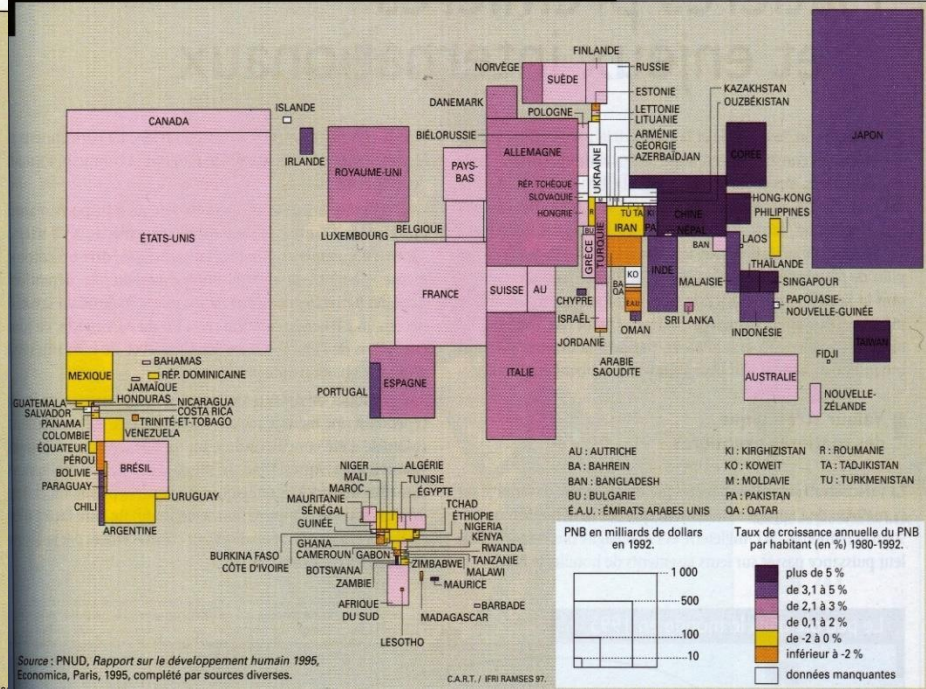 CANADA
ÉTATS-UNIS
ISLANDE
IRLANDE
ROYAUME-UNI
NORVÈGE
FINLANDE
SUÈDE
RUSSIE
DANEMARK
ESTONIE
POLOGNE
LETTONIE
LITUANIE
BIÉLORUSSIE
ALLEMAGNE
UKRAINE
ARMÉNIE
GÉORGIE
AZERBAÏDJAN
KAZAKHSTAN
OUZBÉKISTAN
CORÉE
JAPON
PAYS-
BAS
RÉP. TCHÈQUE
SLOVAQUIE
HONGRIE
R
M
TU TA
KI
CHINE
HONG-KONG
PHILIPPINES
LUXEMBOURG
BELGIQUE
BU
GRÈCE
TURQUIE
IRAN
PA
NÉPAL
BAN
LAOS
THAÏLANDE
FRANCE
SUISSE
AU
KO
BA
QA
ÉAU
INDE
MALAISIE
SINGAPOUR
CHYPRE
ISRAËL
JORDANIE
OMAN
SRI LANKA
PAPOUASIE-
NOUVELLE-GUINÉE
INDONÉSIE
ARABIE
SAOUDITE
TAIWAN
FIDJI
AUSTRALIE
NOUVELLE-
ZÉLANDE
PORTUGAL
ESPAGNE
ITALIE
MEXIQUE
BAHAMAS
RÉP. DOMINICAINE
JAMAÏQUE
HONDURAS
GUATEMALA
NICARAGUA
SALVADOR
COSTA RICA
PANAMA
TRINITÉ-ET-TOBAGO
COLOMBIE
VENEZUELA
ÉQUATEUR
PÉROU
BRÉSIL
BOLIVIE
PARAGUAY
CHILI
URUGUAY
ARGENTINE
NIGER
ALGÉRIE
MALI
TUNISIE
MAROC
ÉGYPTE
MAURITANIE
TCHAD
SÉNÉGAL
ÉTHIOPIE
GUINÉE
NIGERIA
GHANA
KENYA
BURKINA FASO
CAMEROUN
GABON
RWANDA
CÔTE D'IVOIRE
TANZANIE
BOTSWANA
ZIMBABWE
MALAWI
ZAMBIE
MAURICE
AFRIQUE
DU SUD
MADAGASCAR
BARBADE
LESOTHO
AU : AUTRICHE
BA : BAHREIN
BAN : BANGLADESH
BU : BULGARIE
É.A.U. : ÉMIRATS ARABES UNIS
KI : KIRGHIZISTAN
KO : KOWEIT
M : MOLDAVIE
PA : PAKISTAN
QA : QATAR
R : ROUMANIE
TA : TADJIKISTAN
TU : TURKMENISTAN
PNB en milliards de dollars
en 1992.
1 000
500
100
10
Taux de croissance annuelle du PNB
par habitant (en %) 1980-1992.
plus de 5 %
de 3,1 à 5 %
de 2,1 à 3 %
de 0,1 à 2 %
de -2 à 0 %
inférieur à -2 %
données manquantes
Source : PNUD, Rapport sur le développement humain 1995,
Economica, Paris, 1995, complété par sources diverses.
C.A.R.T. / IFRI RAMSES 97.